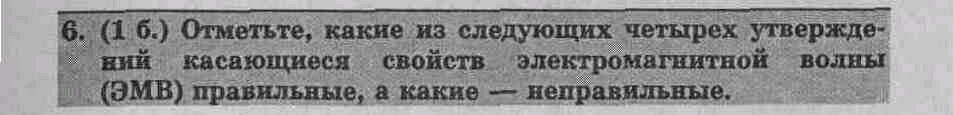 6. (1 б.) Отметьте, какие из следующих четырех утвержде-
ний касающиеся свойств электромагнитной волны
(ЭМВ) правильные, а какие — неправильные.